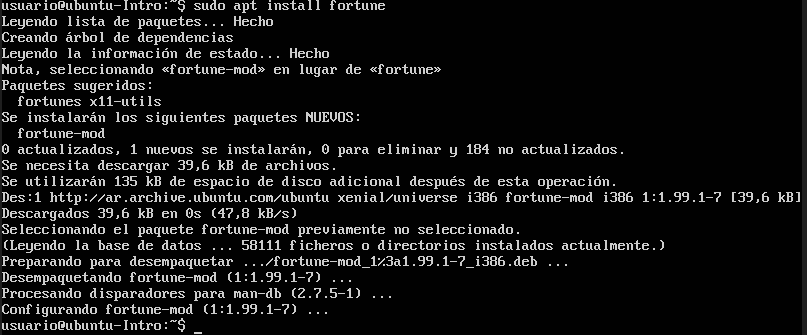 usuario@ubuntu-Intro:~$ sudo apt install fortune
Leyendo lista de paquetes... Hecho
Creando árbol de dependencias
Leyendo la información de estado... Hecho
Nota, seleccionando «fortune-mod» en lugar de «fortune»
Paquetes sugeridos:
  fortunes x11-utils
Se instalarán los siguientes paquetes NUEVOS:
  fortune-mod
0 actualizados, 1 nuevos se instalarán, 0 para eliminar y 184 no actualizados.
Se necesita descargar 39,6 kB de archivos.
Se utilizarán 135 kB de espacio de disco adicional después de esta operación.
Des:1 http://ar.archive.ubuntu.com/ubuntu xenial/universe i386 fortune-mod i386 1:1.99.1-7 [39,6 kB]
Descargados 39,6 kB en 0s (47,8 kB/s)
Seleccionando el paquete fortune-mod previamente no seleccionado.
(Leyendo la base de datos ... 58111 ficheros o directorios instalados actualmente.)
Preparando para desempaquetar .../fortune-mod_1%3a1.99.1-7_i386.deb ...
Desempaquetando fortune-mod (1:1.99.1-7) ...
Procesando disparadores para man-db (2.7.5-1) ...
Configurando fortune-mod (1:1.99.1-7) ...
usuario@ubuntu-Intro:~$ _